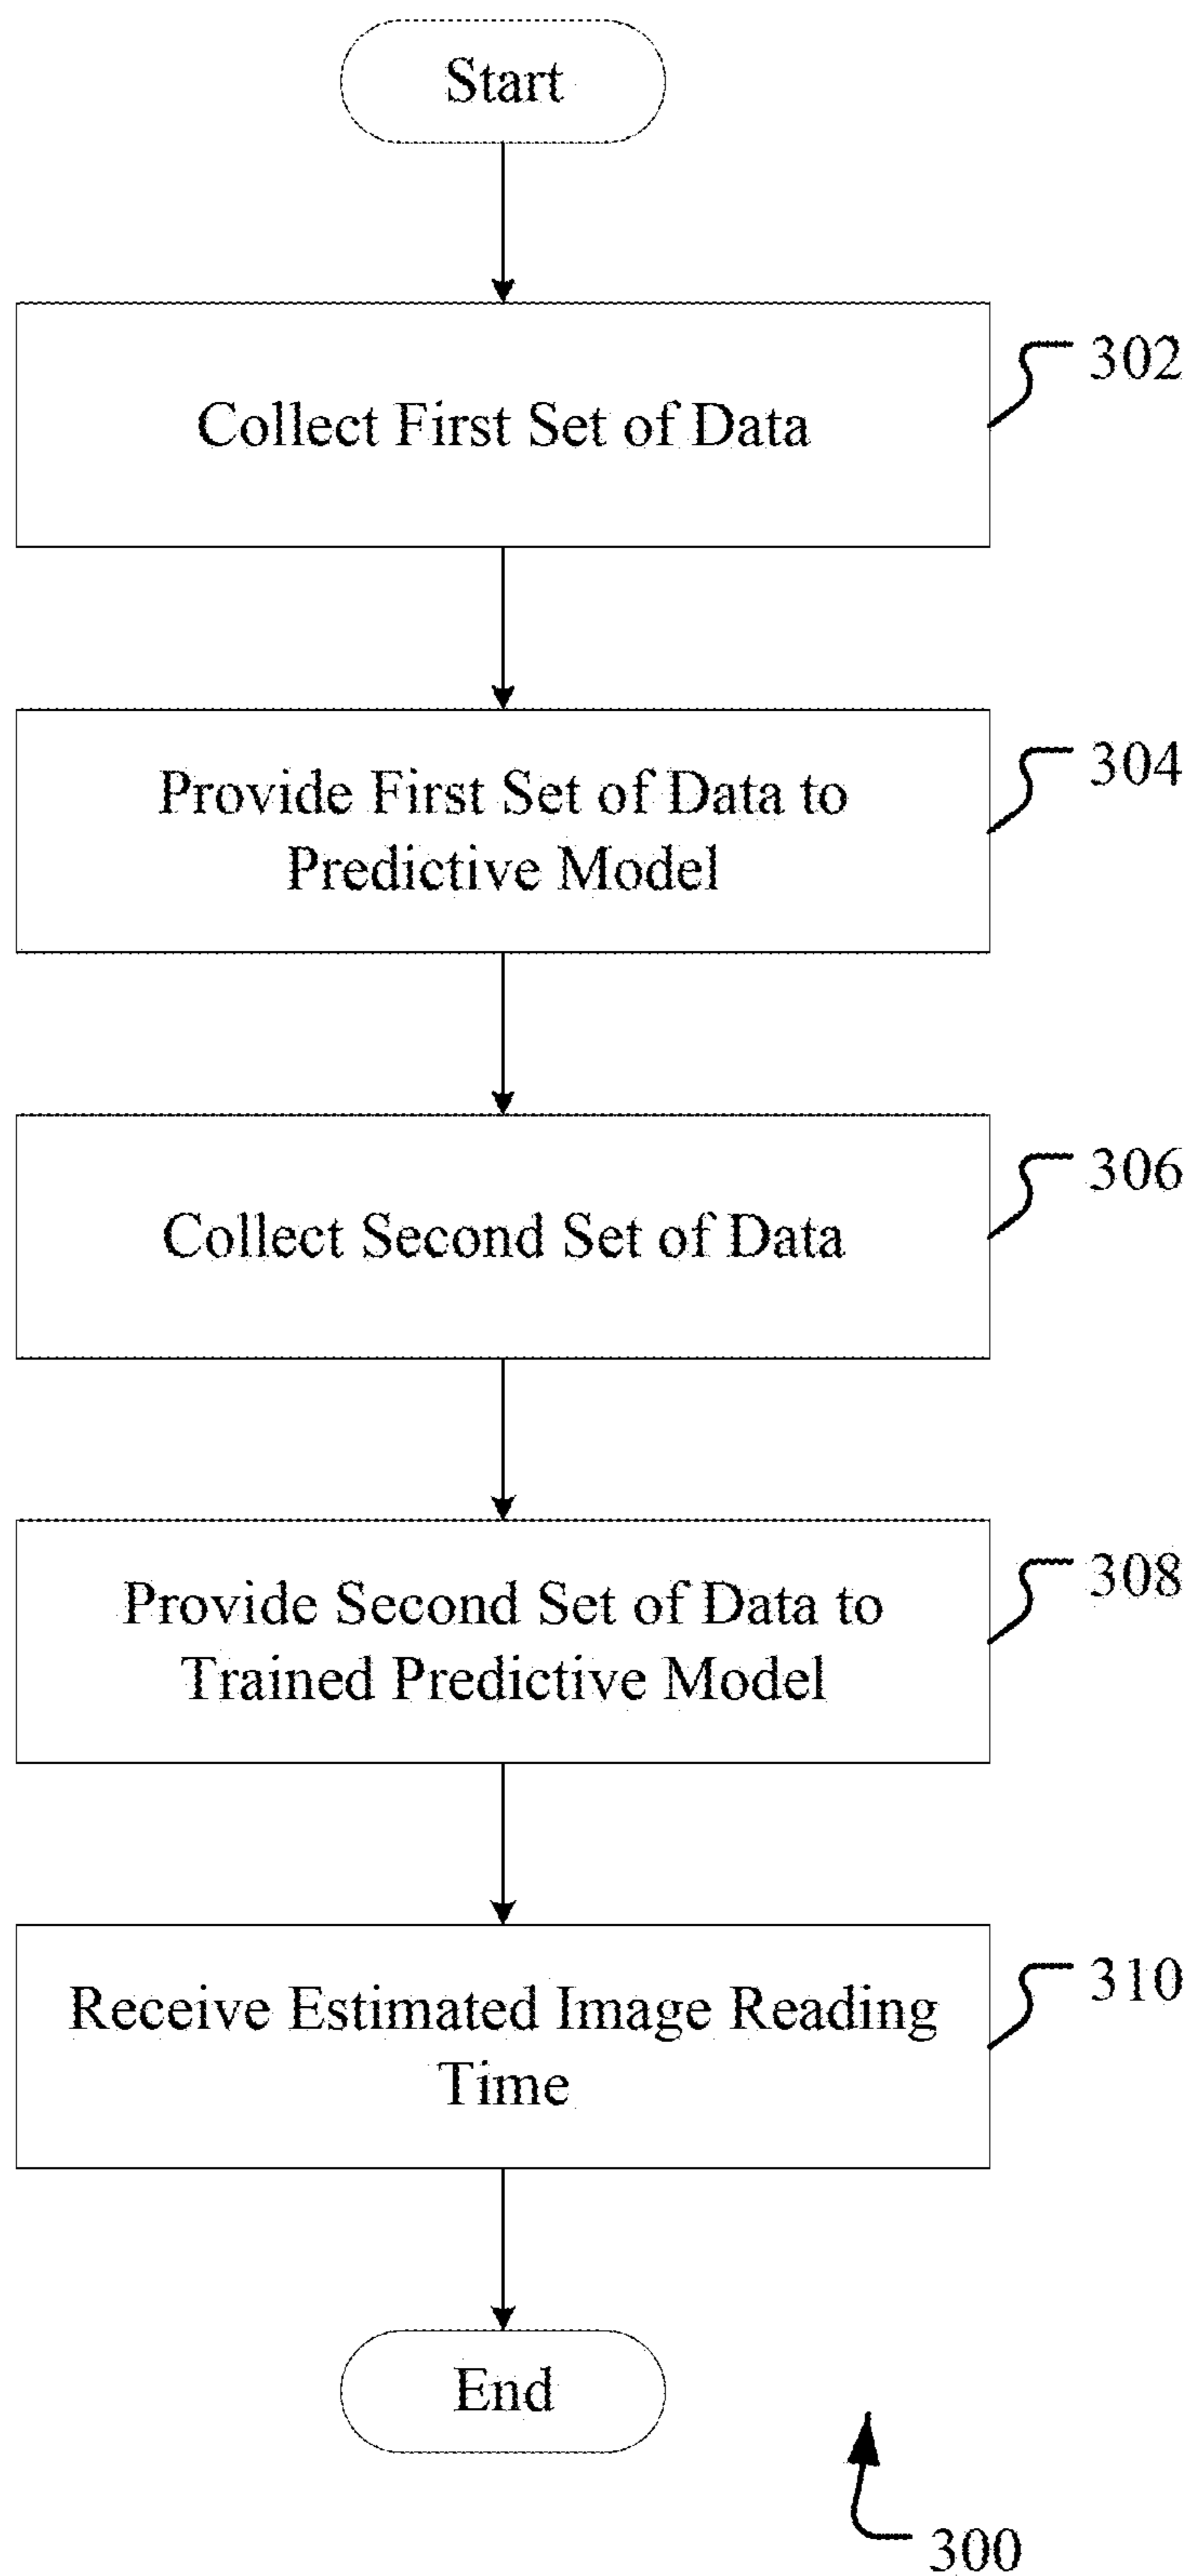 Start
Collect First Set of Data
302
Provide First Set of Data to
Predictive Model
304
Collect Second Set of Data
306
Provide Second Set of Data to
Trained Predictive Model
308
Receive Estimated Image Reading
Time
310
End
300